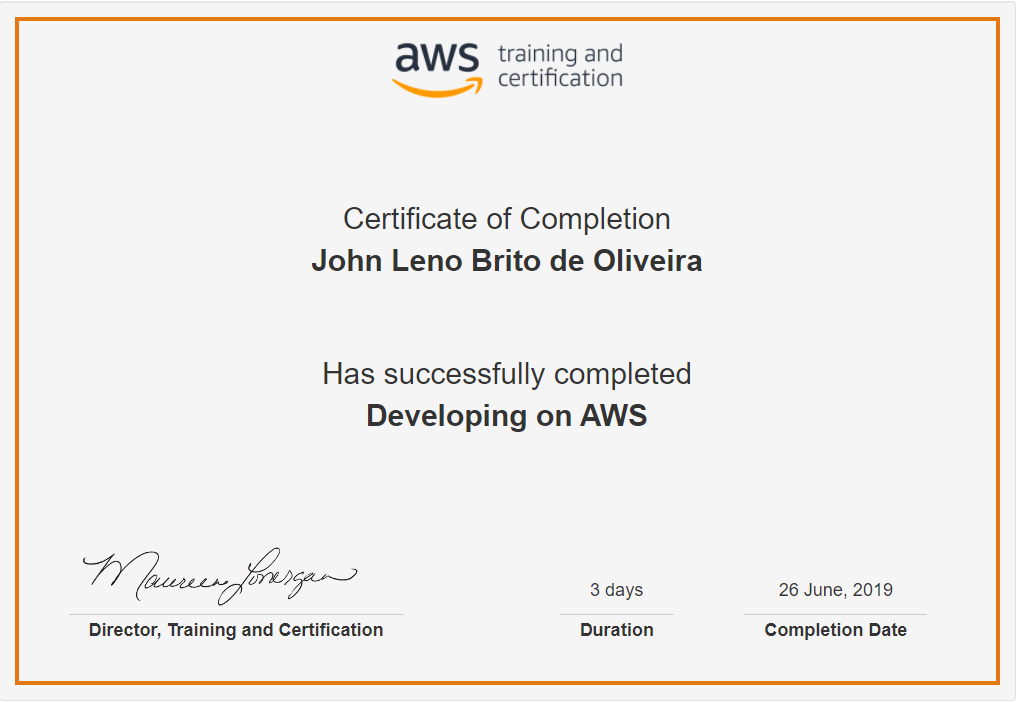 aws training and
certification
Certificate of Completion
John Leno Brito de Oliveira
Has successfully completed
Developing on AWS
Maureen Lonergan
Director, Training and Certification
3 days
Duration
26 June, 2019
Completion Date